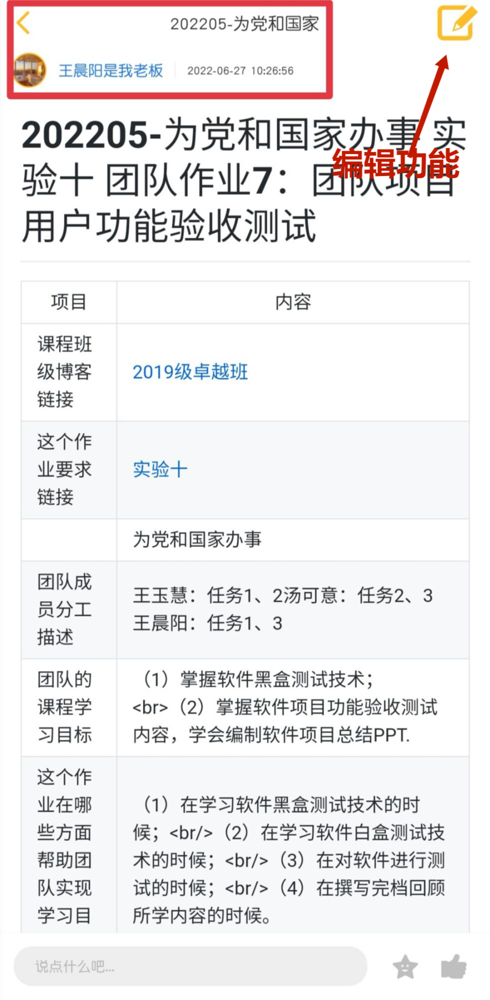 202205-为党和国家
王晨阳是我老板
2022-06-27 10:26:56
202205-为党和国家办事 实
编辑功能
验十 团队作业7：团队项目
用户功能验收测试
项目
内容
课程班
级博客
链接
2019级卓越班
这个作
业要求
链接
实验十
为党和国家办事
团队成
员分工
描述
王玉慧：任务1、2汤可意：任务2、3
王晨阳：任务1、3
团队的
课程学
习目标
（1）掌握软件黑盒测试技术；
<br>（2）掌握软件项目功能验收测试
内容，学会编制软件项目总结PPT.
这个作
业在哪
些方面
帮助团
队实现
学习目
（1）在学习软件黑盒测试技术的时
候；<br/>（2）在学习软件白盒测试技
术的时候；<br/>（3）在对软件进行测
试的时候；<br/>（4）在撰写完档回顾
所学内容的时候。
说点什么吧...